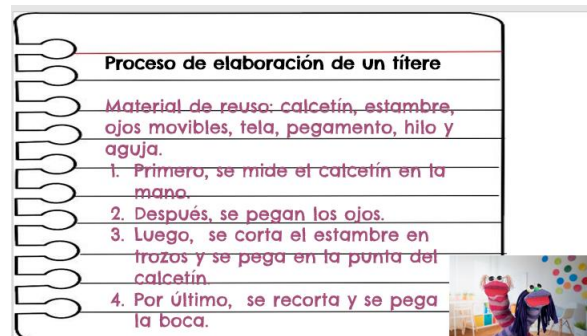 Proceso de elaboración de un títere
Material de reuso: calcetín, estambre,
ojos movibles, tela, pegamento, hilo y
aguja.
1. Primero, se mide el calcetín en la
mano.
2. Después, se pegan los ojos.
3. Luego, se corta el estambre en
trozos y se pega en la punta del
calcetín.
4. Por último, se recorta y se pega
la boca.